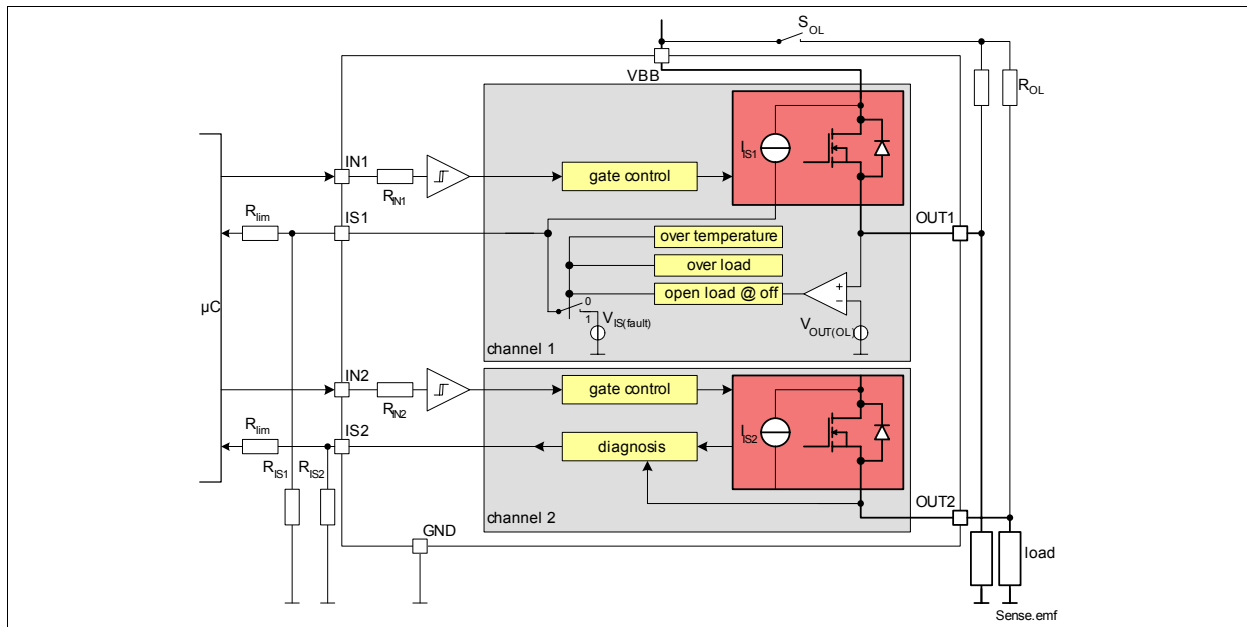 S_OL
VBB
R_OL
I_IS1
IN1
R_IN1
gate control
R_lim
IS1
OUT1
over temperature
over load
open load @ off
+
-
0
1
V_IS(fault)
V_OUT(OL)
µC
channel 1
IN2
R_IN2
gate control
R_lim
IS2
I_IS2
diagnosis
R_IS1
R_IS2
OUT2
channel 2
GND
load
Sense.emf